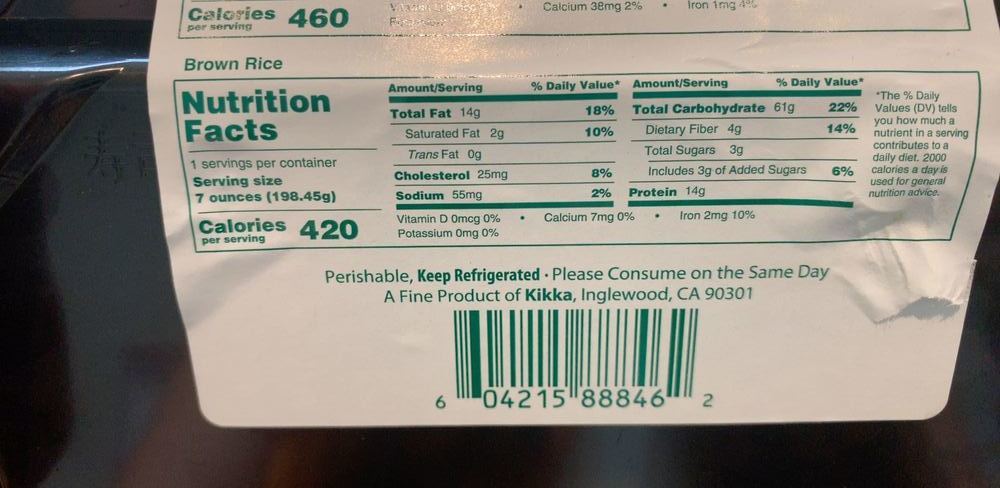 Calories 460
per serving
Calcium 38mg 2% • Iron 1mg 4%
Brown Rice
Nutrition
Facts
1 servings per container
Serving size
7 ounces (198.45g)
Calories 420
per serving
Amount/Serving % Daily Value*
Total Fat 14g 18%
Saturated Fat 2g 10%
Trans Fat 0g
Cholesterol 25mg 8%
Sodium 55mg 2%
Amount/Serving % Daily Value*
Total Carbohydrate 61g 22%
Dietary Fiber 4g 14%
Total Sugars 3g
Includes 3g of Added Sugars 6%
Protein 14g
Vitamin D 0mcg 0% • Calcium 7mg 0% • Iron 2mg 10%
Potassium 0mg 0%
*The % Daily
Values (DV) tells
you how much a
nutrient in a serving
contributes to a
daily diet. 2000
calories a day is
used for general
nutrition advice.
Perishable, Keep Refrigerated · Please Consume on the Same Day
A Fine Product of Kikka, Inglewood, CA 90301
6 04215 88846 2